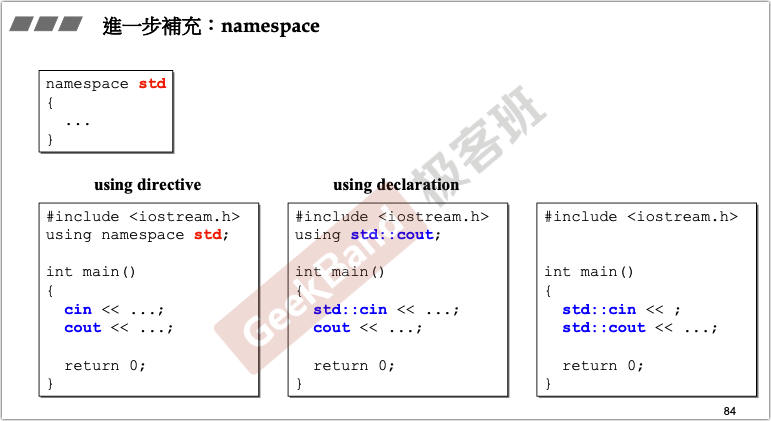 進一步補充：namespace
namespace std
{
...
}
using directive
#include <iostream.h>
using namespace std;
int main()
{
cin << ...;
cout << ...;
return 0;
}
using declaration
#include <iostream.h>
using std::cout;
int main()
{
std::cin << ...;
cout << ...;
return 0;
}
#include <iostream.h>
int main()
{
std::cin << ;
std::cout << ...;
return 0;
}
GeekBand 极客班
84